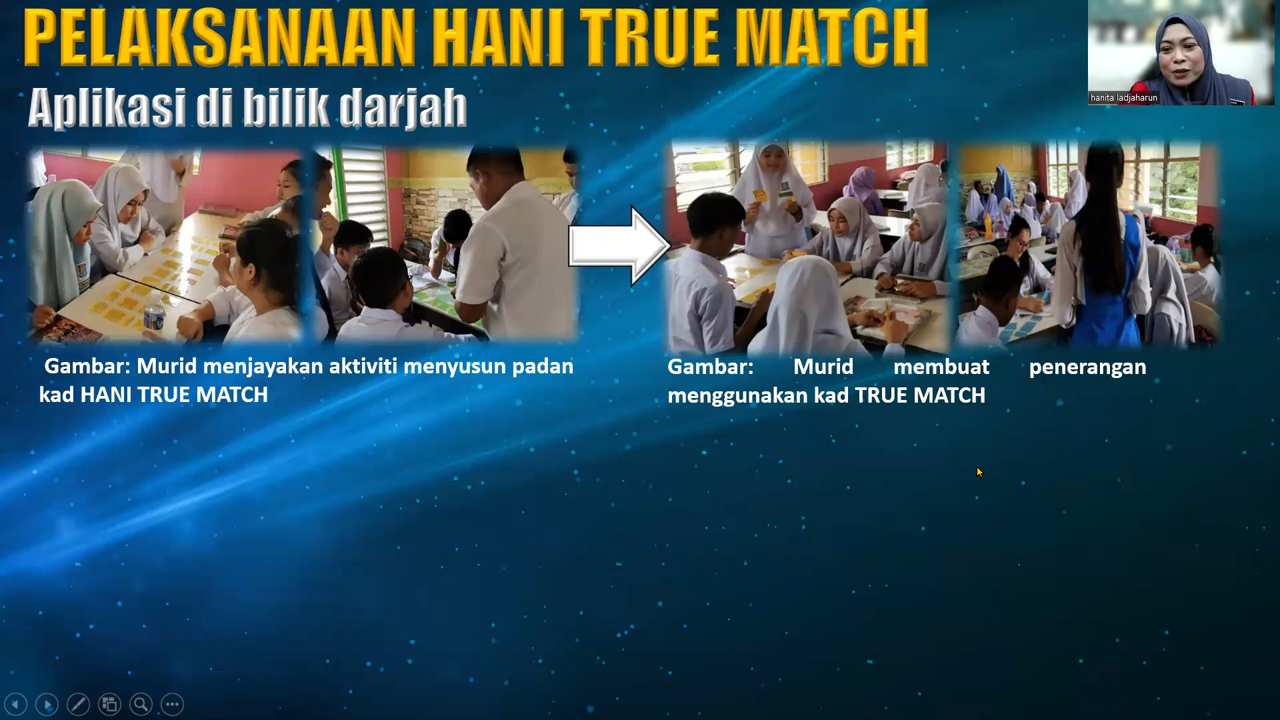 PELAKSANAAN HANI TRUE MATCH
hanita ladjaharun
Aplikasi di bilik darjah
Gambar: Murid menjayakan aktiviti menyusun padan
kad HANI TRUE MATCH
Gambar: Murid membuat penerangan
menggunakan kad TRUE MATCH